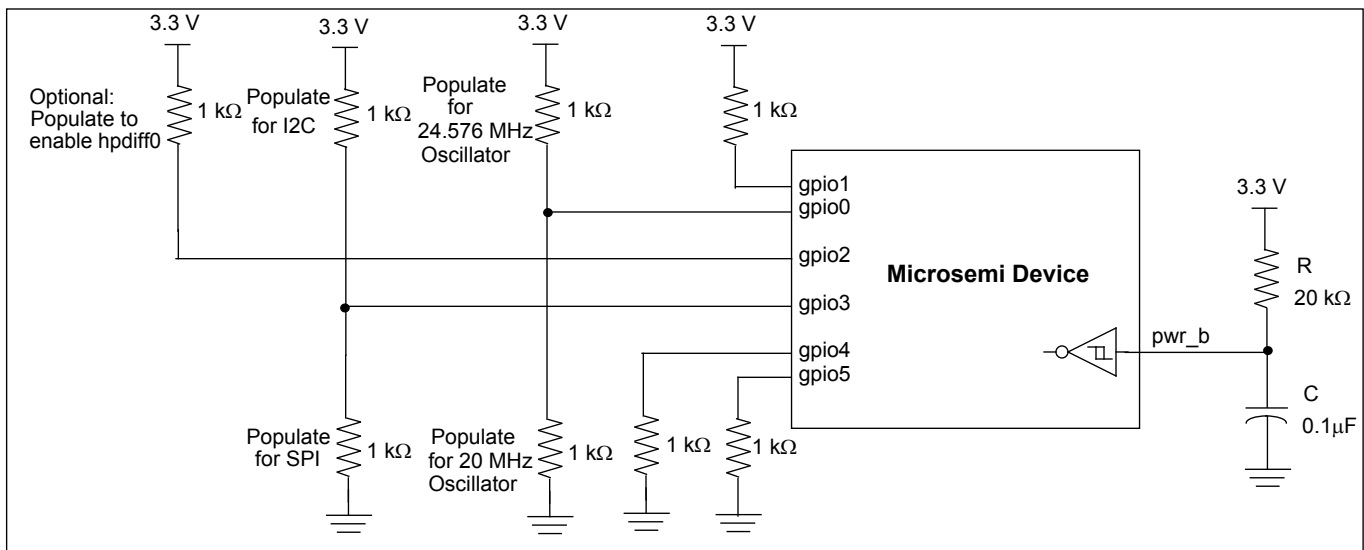 3.3 V
3.3 V
3.3 V
3.3 V
Optional:
Populate to
enable hpdiff0
1 kΩ
Populate
for I2C
1 kΩ
Populate
for
24.576 MHz
Oscillator
1 kΩ
1 kΩ
gpio1
gpio0
gpio2
gpio3
gpio4
gpio5
Microsemi Device
pwr_b
3.3 V
R
20 kΩ
C
0.1μF
Populate
for SPI
1 kΩ
Populate
for 20 MHz
Oscillator
1 kΩ
1 kΩ
1 kΩ